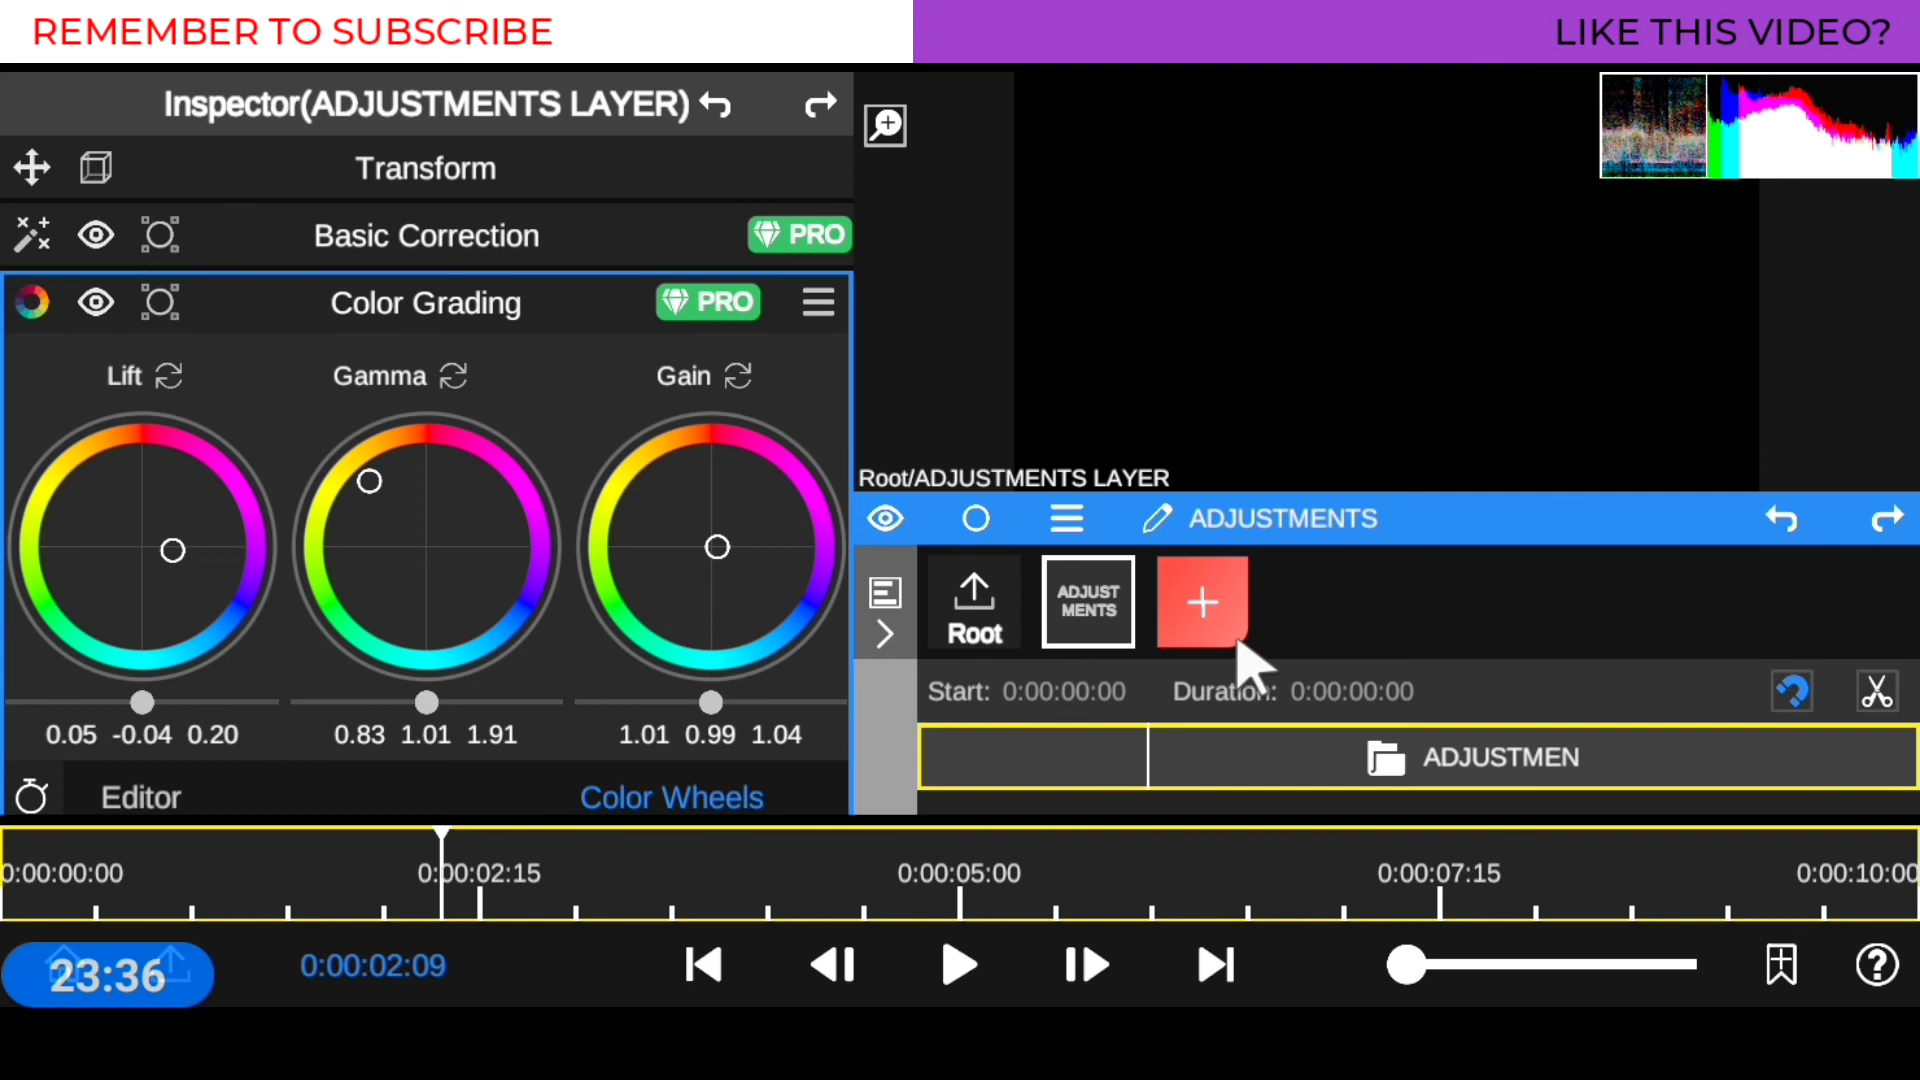 REMEMBER TO SUBSCRIBE
LIKE THIS VIDEO?
Inspector(ADJUSTMENTS LAYER)
Transform
Basic Correction
PRO
Color Grading
PRO
Lift
Gamma
Gain
0.05 -0.04 0.20
0.83 1.01 1.91
1.01 0.99 1.04
Editor
Color Wheels
Root/ADJUSTMENTS LAYER
ADJUSTMENTS
Root
ADJUST
MENTS
Start: 0:00:00:00
Duration: 0:00:00:00
ADJUSTMEN
0:00:00:00
0:00:02:15
0:00:05:00
0:00:07:15
0:00:10:00
23:36
0:00:02:09